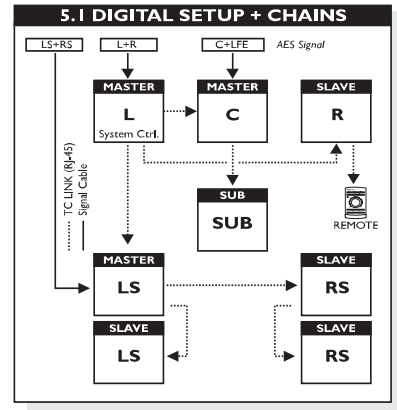 5.1 DIGITAL SETUP + CHAINS
LS+RS
L+R
C+LFE
AES Signal
MASTER
L
System Ctrl.
MASTER
C
SLAVE
R
TC LINK (RJ-45)
Signal Cable
SUB
SUB
REMOTE
MASTER
LS
SLAVE
RS
SLAVE
LS
SLAVE
RS